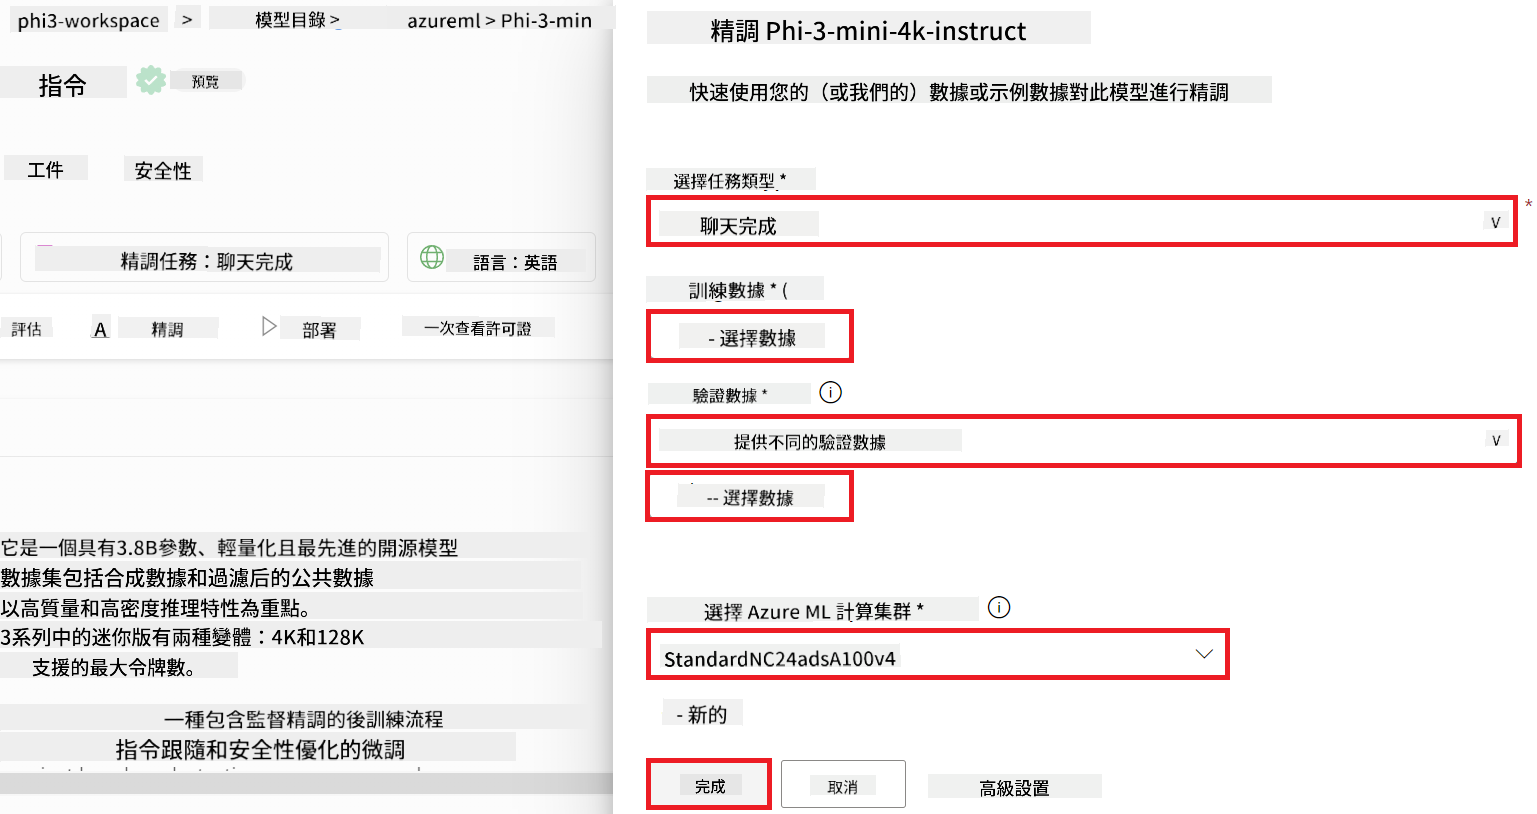 phi3-workspace > 模型目錄 > azureml > Phi-3-min
指令
預覽
工件
安全性
精調任務：聊天完成
語言：英語
評估
A 精調
部署
一次查看許可證
它是一個具有3.8B參數、輕量化且最先進的開源模型
數據集包括合成數據和過濾后的公共數據
以高質量和高密度推理特性為重點。
3系列中的迷你版有兩種變體：4K和128K
支援的最大令牌數。
一種包含監督精調的後訓練流程
指令跟隨和安全性優化的微調
精調 Phi-3-mini-4k-instruct
快速使用您的（或我們的）數據或示例數據對此模型進行精調
選擇任務類型 *
*
聊天完成
V
訓練數據 * (
- 選擇數據
驗證數據 *
提供不同的驗證數據
V
-- 選擇數據
選擇 Azure ML 計算集群 *
StandardNC24adsA100v4
- 新的
完成
取消
高級設置